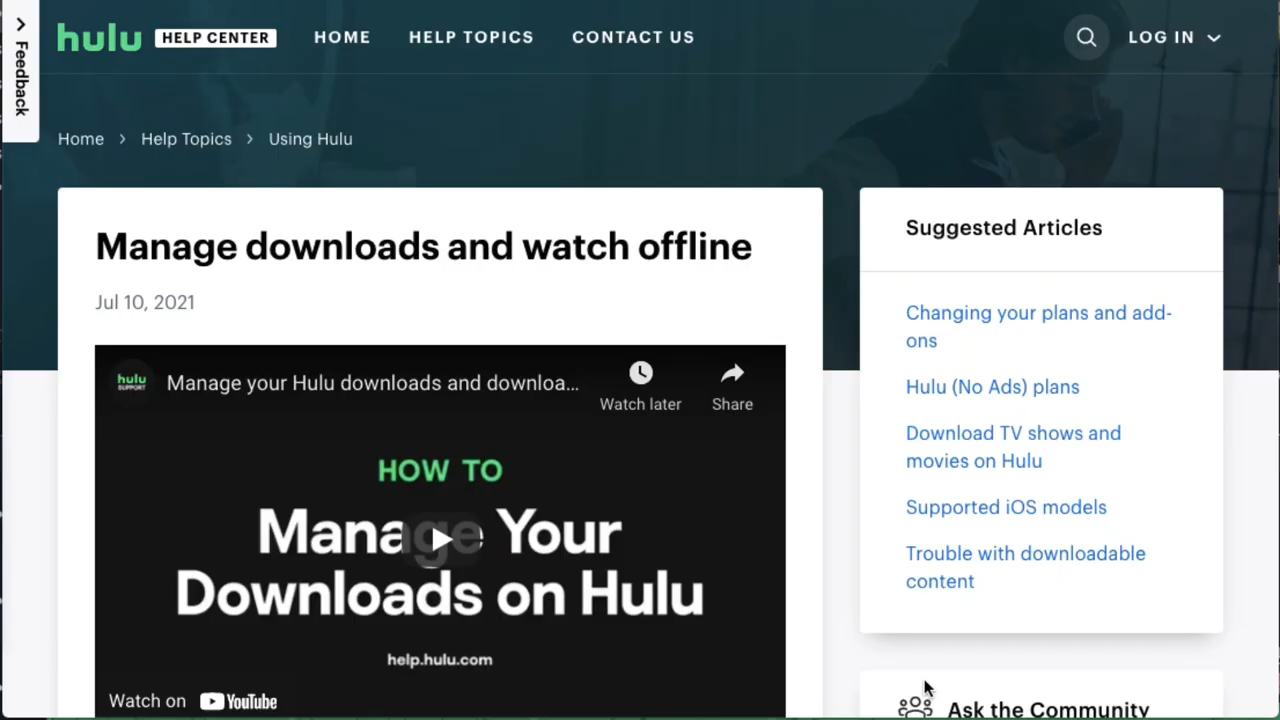 Feedback
hulu HELP CENTER HOME HELP TOPICS CONTACT US LOG IN
Home > Help Topics > Using Hulu
Manage downloads and watch offline
Jul 10, 2021
hulu SUPPORT Manage your Hulu downloads and downloa...
Watch later Share
HOW TO
Manage Your
Downloads on Hulu
help.hulu.com
Watch on YouTube
Suggested Articles
Changing your plans and add-
ons
Hulu (No Ads) plans
Download TV shows and
movies on Hulu
Supported iOS models
Trouble with downloadable
content
Ask the Community